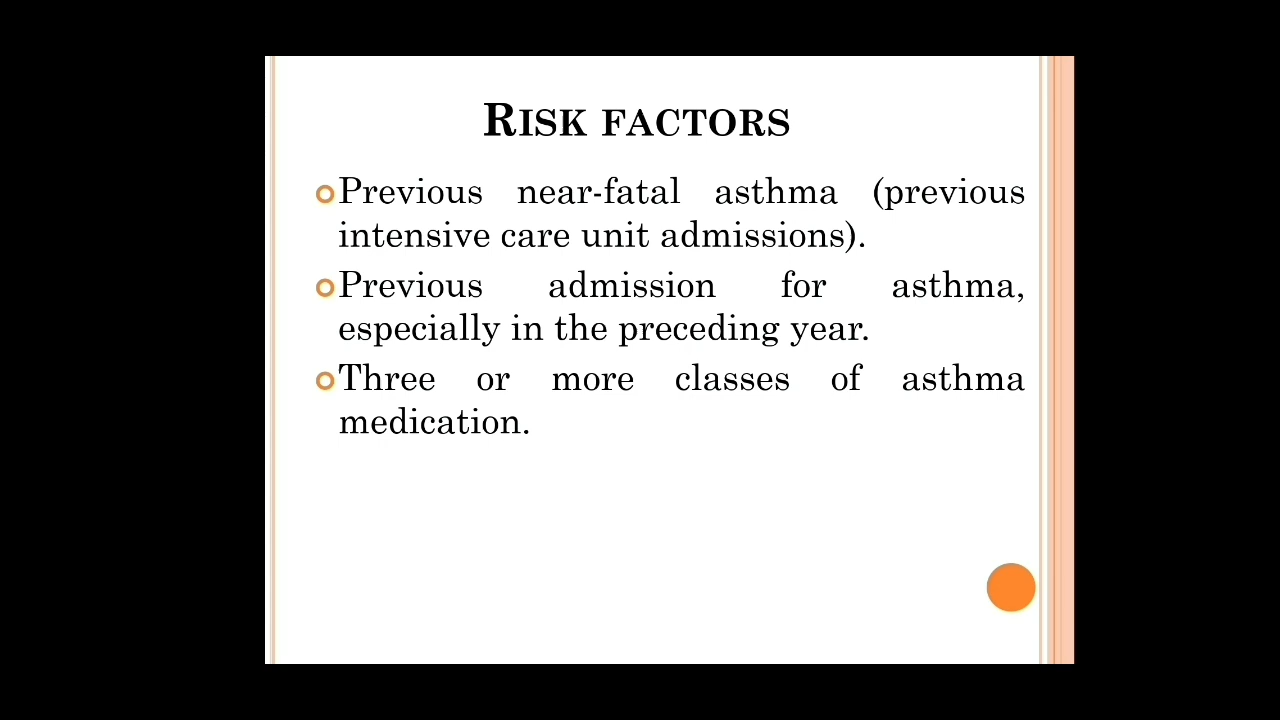 RISK FACTORS
Previous near-fatal asthma (previous
intensive care unit admissions).
Previous admission for asthma,
especially in the preceding year.
Three or more classes of asthma
medication.